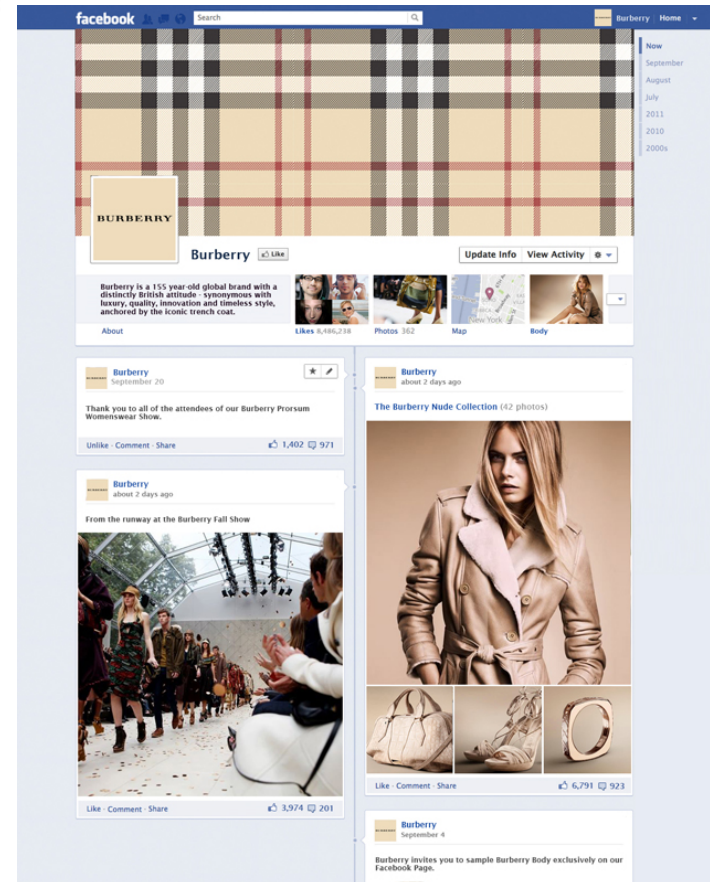 facebook Search Burberry Home
Now
September
August
July
2011
2010
2000s
BURBERRY
Burberry Like Update Info View Activity
Burberry is a 155 year-old global brand with a
distinctly British attitude - synonymous with
luxury, quality, innovation and timeless style,
anchored by the iconic trench coat.
New York
About Likes 8,486,238 Photos 362 Map Body
Burberry
September 20
Thank you to all of the attendees of our Burberry Prorsum
Womenswear Show.
Unlike · Comment · Share 1,402 971
Burberry
about 2 days ago
The Burberry Nude Collection (42 photos)
Like · Comment · Share 6,791 923
Burberry
about 2 days ago
From the runway at the Burberry Fall Show
Like · Comment · Share 3,974 201
Burberry
September 4
Burberry invites you to sample Burberry Body exclusively on our
Facebook Page.